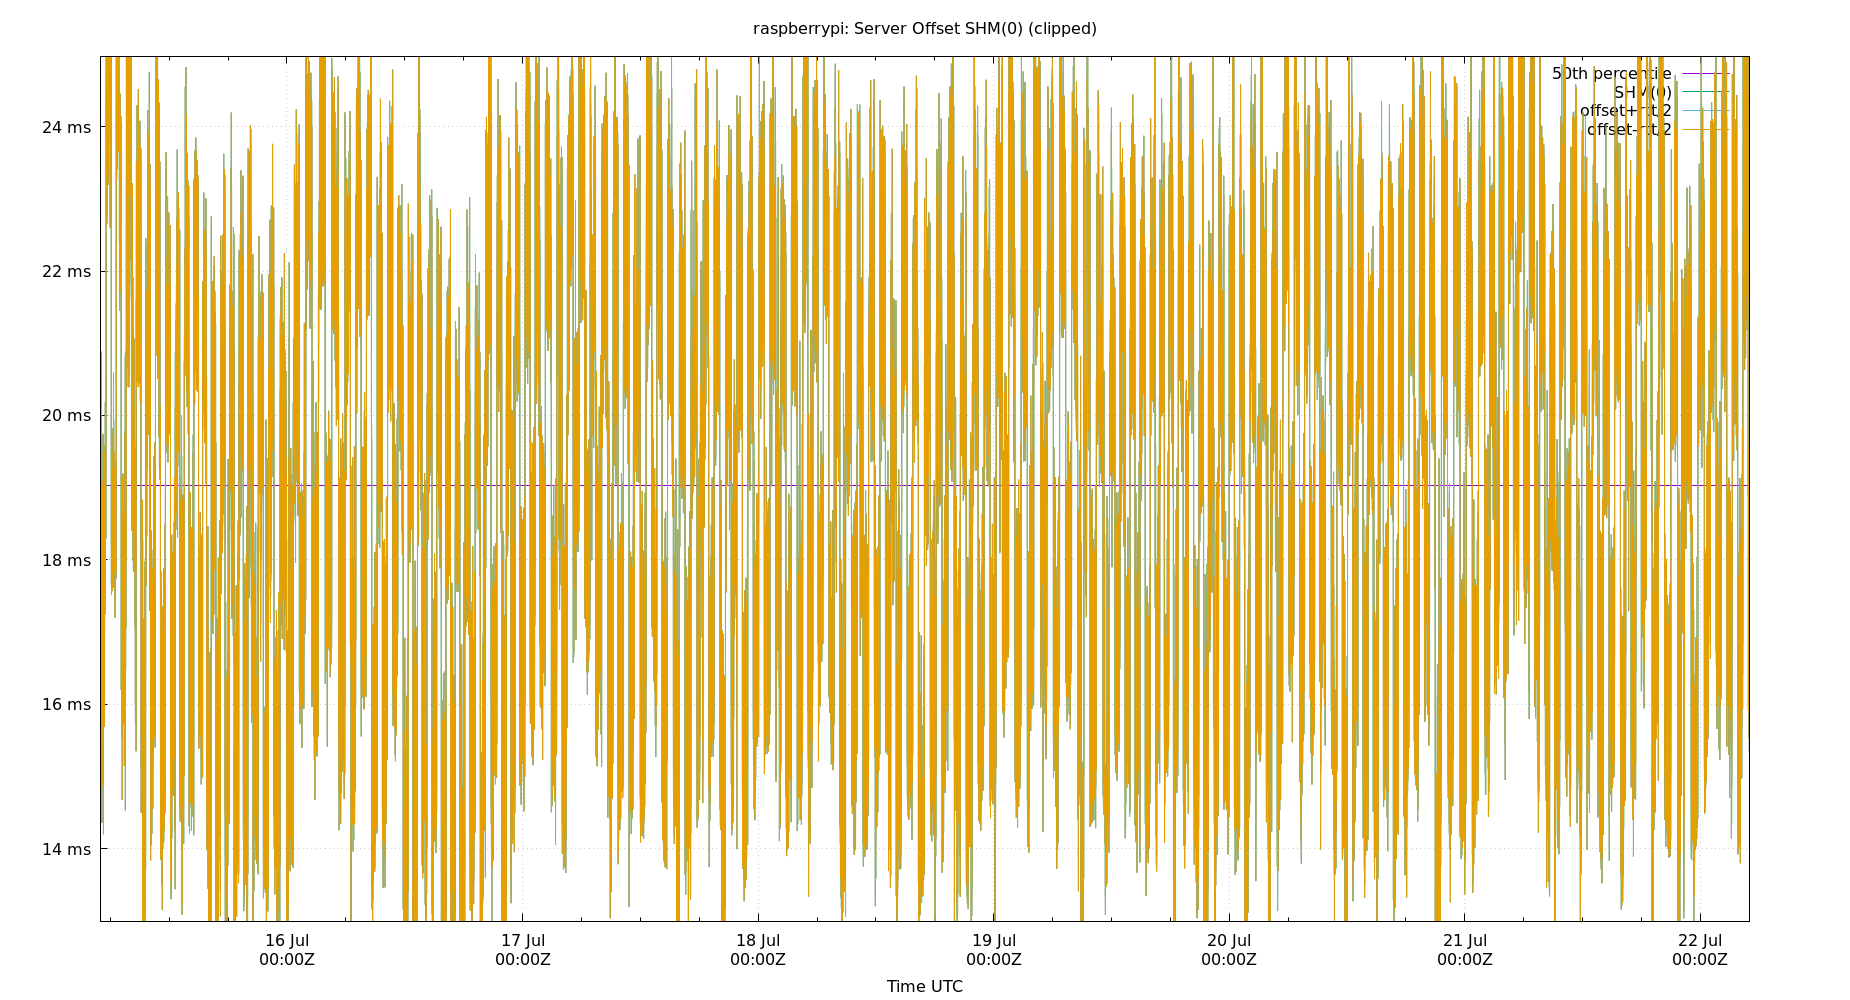 raspberrypi: Server Offset SHM(0) (clipped)
50th percentile
SHM(0)
offset+rtt/2
offset-rtt/2
24 ms
22 ms
20 ms
18 ms
16 ms
14 ms
16 Jul 17 Jul 18 Jul 19 Jul 20 Jul 21 Jul 22 Jul
00:00Z 00:00Z 00:00Z 00:00Z 00:00Z 00:00Z 00:00Z
Time UTC